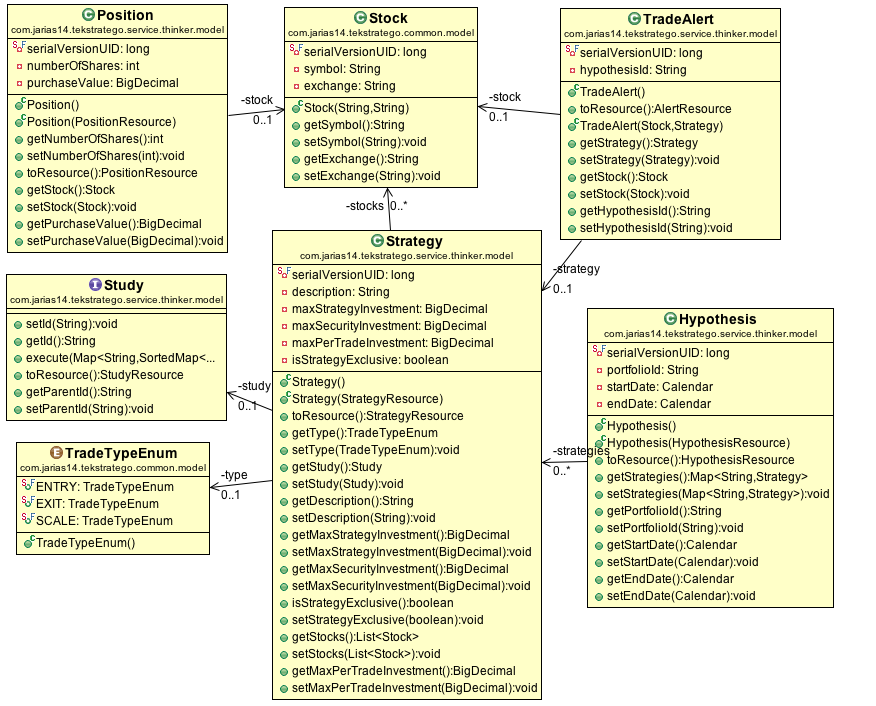 Position
com.jarias14.tekstratego.service.thinker.model
serialVersionUID: long
numberOfShares: int
purchaseValue: BigDecimal
Position()
Position(PositionResource)
getNumberOfShares():int
setNumberOfShares(int):void
toResource():PositionResource
getStock():Stock
setStock(Stock):void
getPurchaseValue():BigDecimal
setPurchaseValue(BigDecimal):void
-stock
0..1
Stock
com.jarias14.tekstratego.common.model
serialVersionUID: long
symbol: String
exchange: String
Stock(String,String)
getSymbol():String
setSymbol(String):void
getExchange():String
setExchange(String):void
-stock
0..1
TradeAlert
com.jarias14.tekstratego.service.thinker.model
serialVersionUID: long
hypothesisId: String
TradeAlert()
toResource():AlertResource
TradeAlert(Stock,Strategy)
getStrategy():Strategy
setStrategy(Strategy):void
getStock():Stock
setStock(Stock):void
getHypothesisId():String
setHypothesisId(String):void
-stocks
0..*
-strategy
0..1
Study
com.jarias14.tekstratego.service.thinker.model
setId(String):void
getId():String
execute(Map<String,SortedMap<...
toResource():StudyResource
getParentId():String
setParentId(String):void
-study
0..1
TradeTypeEnum
com.jarias14.tekstratego.common.model
ENTRY: TradeTypeEnum
EXIT: TradeTypeEnum
SCALE: TradeTypeEnum
TradeTypeEnum()
-type
0..1
Strategy
com.jarias14.tekstratego.service.thinker.model
serialVersionUID: long
description: String
maxStrategyInvestment: BigDecimal
maxSecurityInvestment: BigDecimal
maxPerTradeInvestment: BigDecimal
isStrategyExclusive: boolean
Strategy()
Strategy(StrategyResource)
toResource():StrategyResource
getType():TradeTypeEnum
setType(TradeTypeEnum):void
getStudy():Study
setStudy(Study):void
getDescription():String
setDescription(String):void
getMaxStrategyInvestment():BigDecimal
setMaxStrategyInvestment(BigDecimal):void
getMaxSecurityInvestment():BigDecimal
setMaxSecurityInvestment(BigDecimal):void
isStrategyExclusive():boolean
setStrategyExclusive(boolean):void
getStocks():List<Stock>
setStocks(List<Stock>):void
getMaxPerTradeInvestment():BigDecimal
setMaxPerTradeInvestment(BigDecimal):void
-strategies
0..*
Hypothesis
com.jarias14.tekstratego.service.thinker.model
serialVersionUID: long
portfolioId: String
startDate: Calendar
endDate: Calendar
Hypothesis()
Hypothesis(HypothesisResource)
toResource():HypothesisResource
getStrategies():Map<String,Strategy>
setStrategies(Map<String,Strategy>):void
getPortfolioId():String
setPortfolioId(String):void
getStartDate():Calendar
setStartDate(Calendar):void
getEndDate():Calendar
setEndDate(Calendar):void